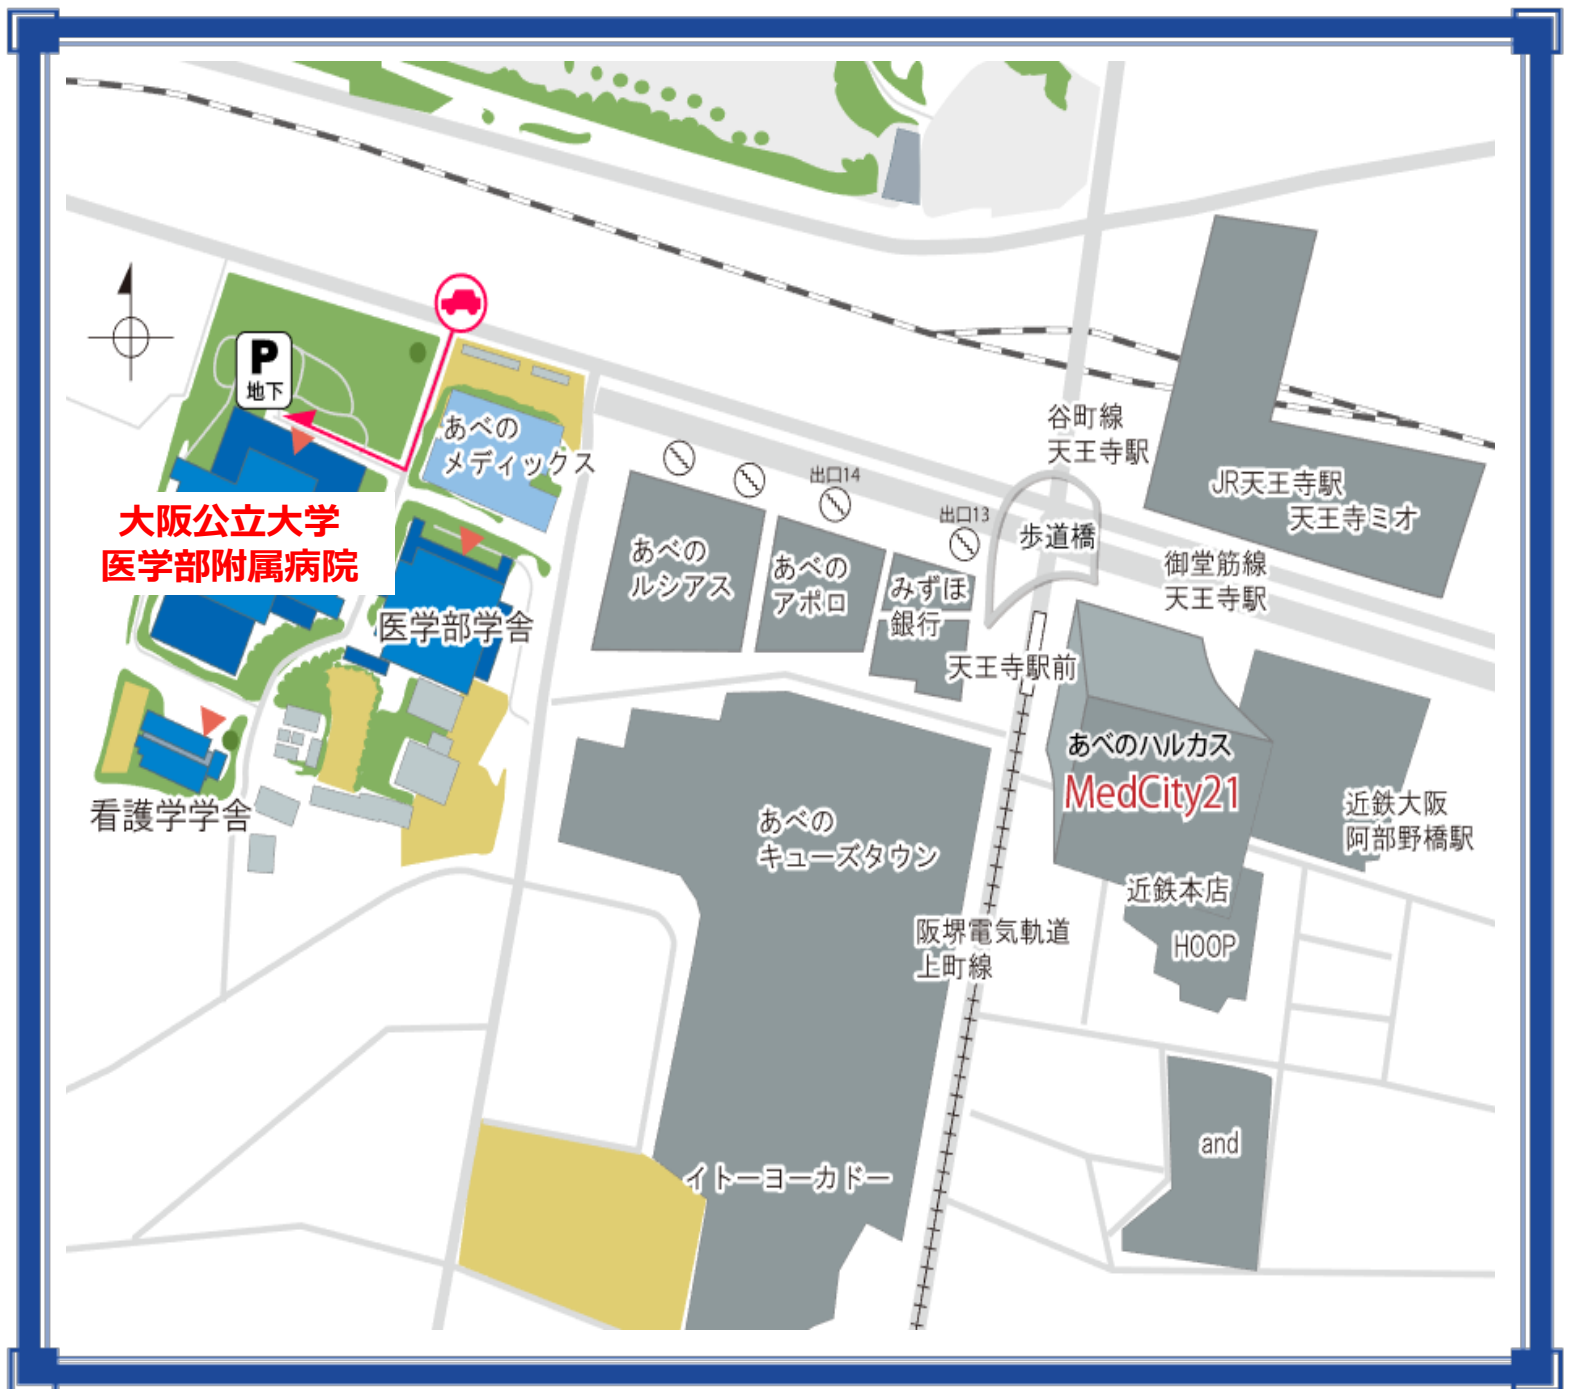 P
地下
あべの
メディックス
大阪公立大学
医学部附属病院
医学部学舎
看護学学舎
谷町線
天王寺駅
JR天王寺駅
天王寺ミオ
出口14
出口13
歩道橋
御堂筋線
天王寺駅
あべの
ルシアス
あべの
アポロ
みずほ
銀行
天王寺駅前
あべのハルカス
MedCity21
近鉄大阪
阿部野橋駅
あべの
キューズタウン
近鉄本店
HOOP
阪堺電気軌道
上町線
and
イトーヨーカドー